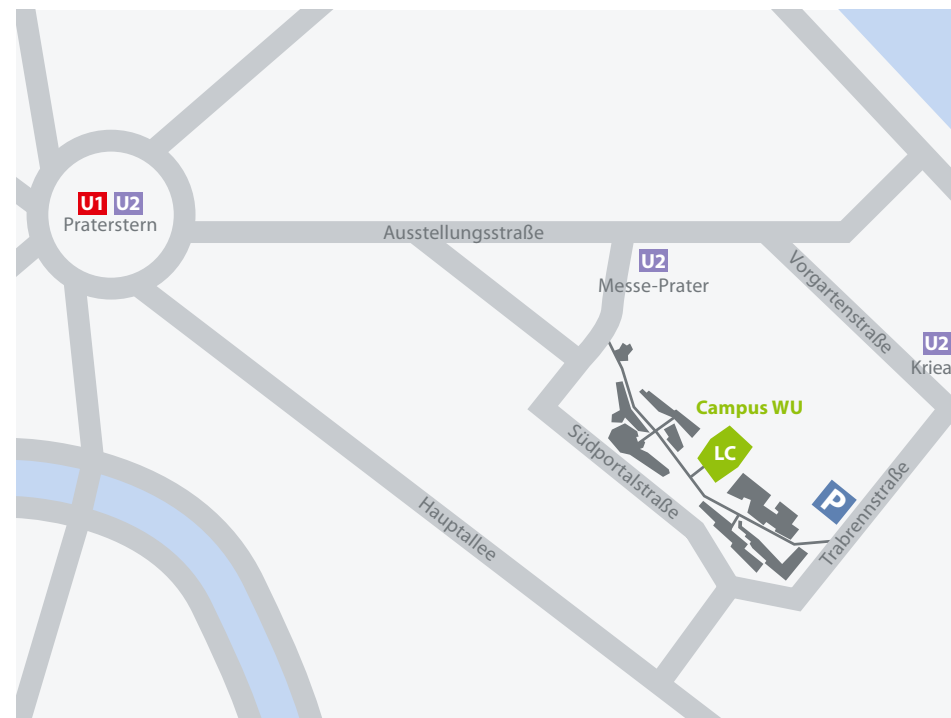 U1 U2
Praterstern
Ausstellungsstraße
U2
Messe-Prater
Vorgartenstraße
U2
Kriea
Campus WU
LC
Südportalstraße
P
Hauptallee
Trabrennstraße